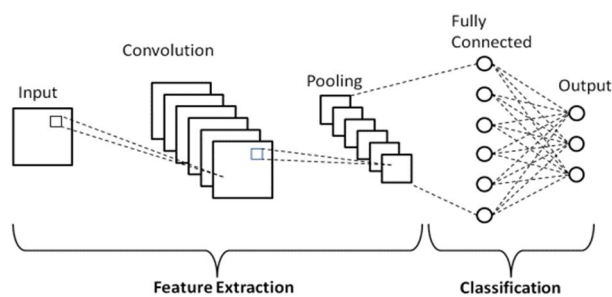 Input
Convolution
Pooling
Fully
Connected
Output
Feature Extraction
Classification